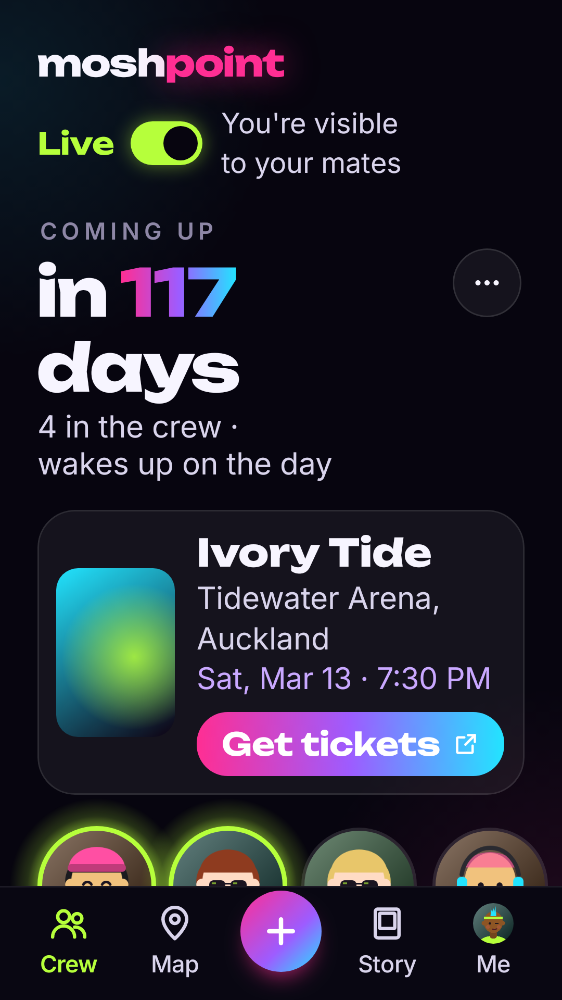 moshpoint
Live
You're visible
to your mates
COMING UP
in 117
days
4 in the crew ·
wakes up on the day
Ivory Tide
Tidewater Arena,
Auckland
Sat, Mar 13 · 7:30 PM
Get tickets
Crew
Map
Story
Me